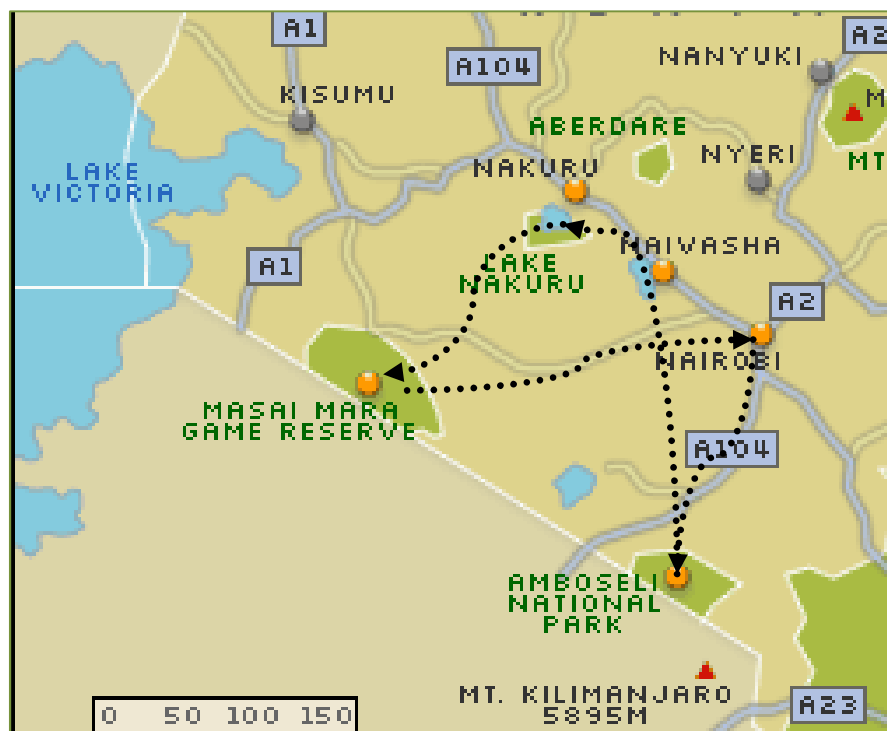 A1
A2
A104
NANYUKI
KISUMU
M
ABERDARE
NYERI
MT
NAKURU
LAKE
VICTORIA
NAIVASHA
A1
LAKE
NAKURU
A2
NAIROBI
MASAI MARA
GAME RESERVE
A104
AMBOSELI
NATIONAL
PARK
MT. KILIMANJARO
5895M
A23
0 50 100 150